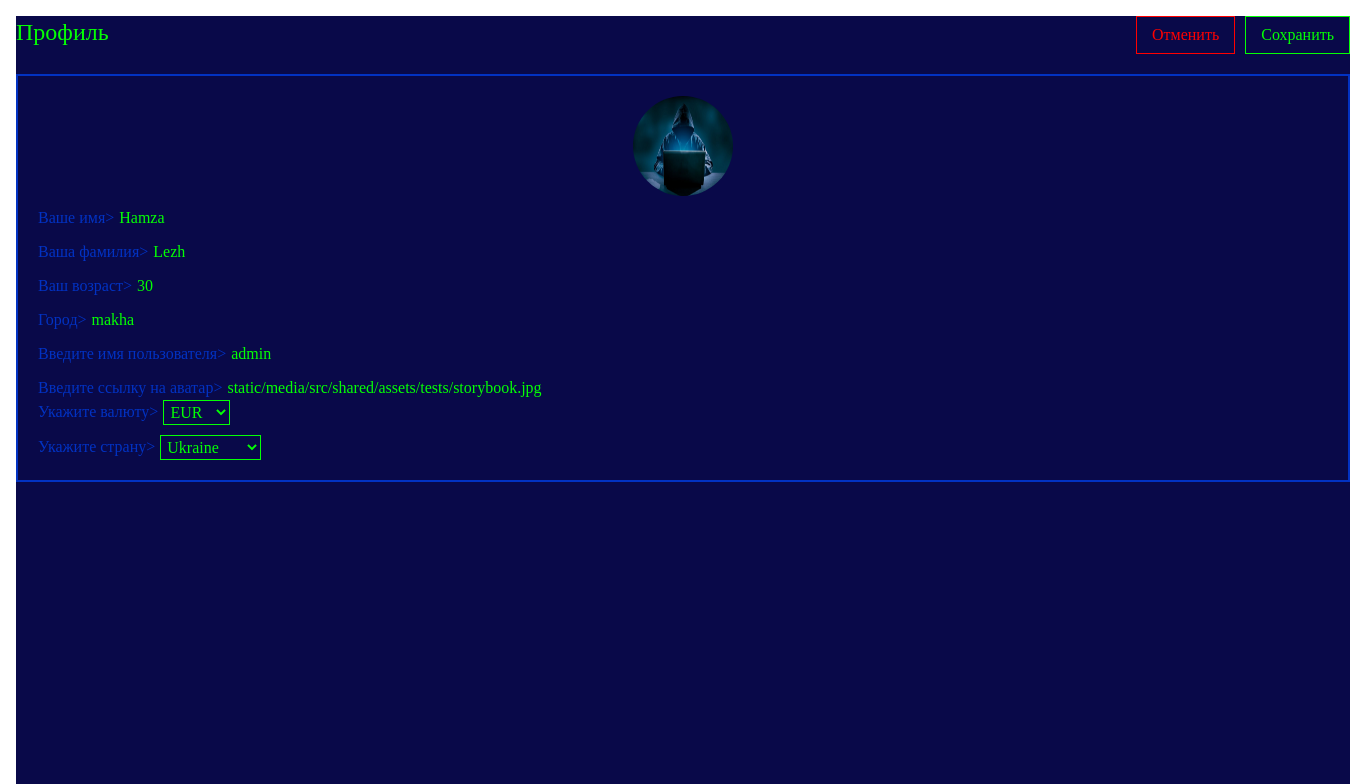 Профиль
Отменить
Сохранить
Ваше имя> Hamza
Ваша фамилия> Lezh
Ваш возраст> 30
Город> makha
Введите имя пользователя> admin
Введите ссылку на аватар> static/media/src/shared/assets/tests/storybook.jpg
Укажите валюту> EUR
Укажите страну> Ukraine